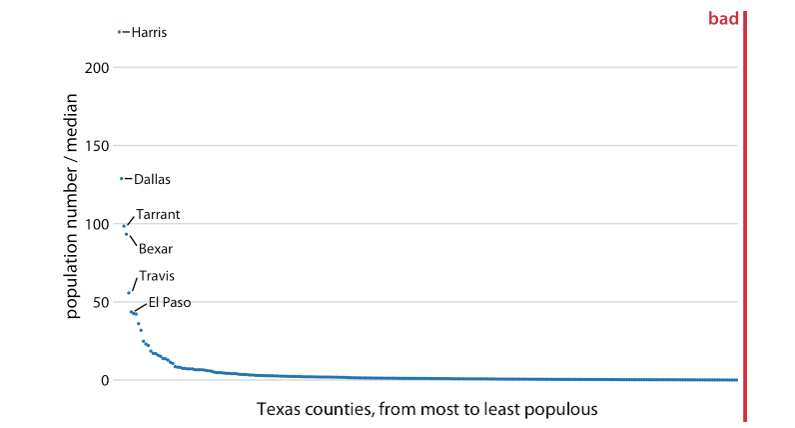 bad
Harris
200
150
Dallas
100
Tarrant
Bexar
Travis
50
El Paso
0
population number / median
Texas counties, from most to least populous